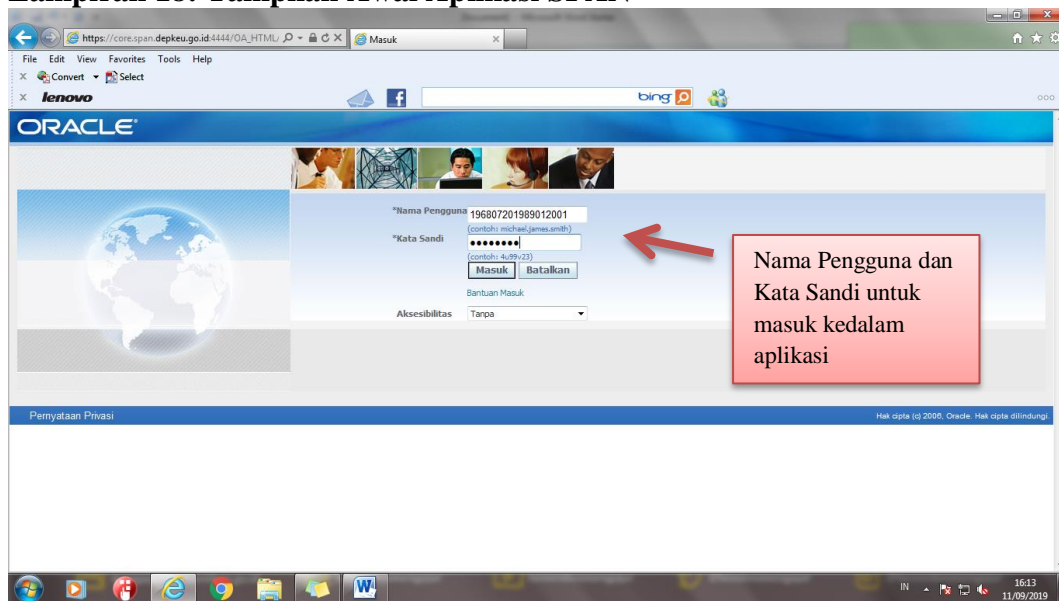 https://core.span.depkeu.go.id:4444/OA_HTML/
Masuk
File Edit View Favorites Tools Help
Convert Select
lenovo
bing
ORACLE
*Nama Pengguna 196807201989012001
(contoh: michael.james.smith)
*Kata Sandi
(contoh: 4u99v23)
Masuk Batalkan
Bantuan Masuk
Aksesibilitas Tanpa
Nama Pengguna dan
Kata Sandi untuk
masuk kedalam
aplikasi
Pernyataan Privasi
Hak cipta (c) 2006, Oracle. Hak cipta dilindungi.
IN
16:13
11/09/2019